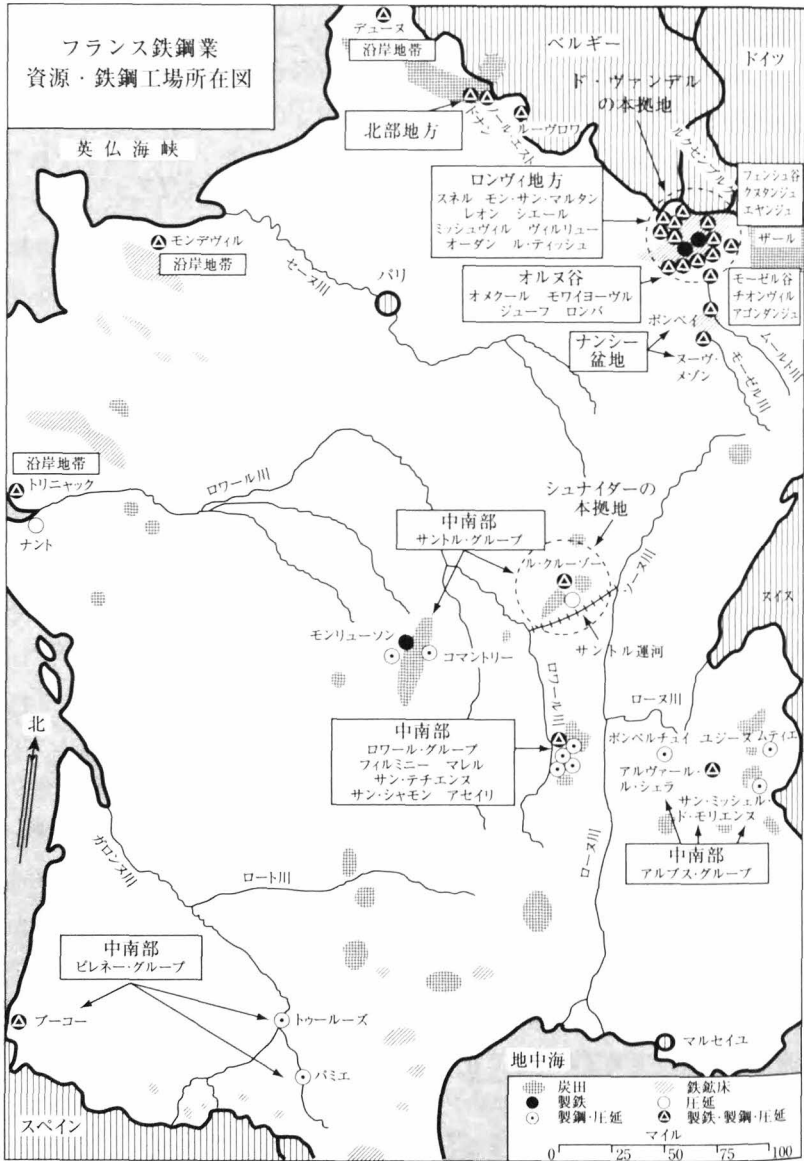 フランス鉄鋼業
資源・鉄鋼工場所在図
デューヌ
沿岸地帯
ベルギー
ドイツ
ド・ヴァンデル
の本拠地
北部地方
ドナン
ノール・エスト
ルーヴロワ
ルクセンブルク
英仏海峡
ロンヴィ地方
スネル モン・サン・マルタン
レオン シエール
ミッシュヴィル ヴィルリュー
オーダン ル・ティッシュ
フェンシュ谷
クヌタンジュ
エヤンジュ
ザール
モンデヴィル
沿岸地帯
セーヌ川
パリ
オルヌ谷
オメクール モワイヨーヴル
ジューフ ロンバ
モーゼル谷
チオンヴィル
アゴンダンジュ
ポンペイ
ナンシー
盆地
ヌーヴ・
メゾン
ムールト川
モーゼル川
沿岸地帯
トリニャック
ナント
ロワール川
シュナイダーの
本拠地
中南部
サントル・グループ
ル・クルーゾー
ソーヌ川
スイス
モンリューソン
コマントリー
サントル運河
ロワール川
ローヌ川
北
中南部
ロワール・グループ
フィルミニー マレル
サン・テチエンヌ
サン・シャモン アセイリ
ポンベルチュイ ユジーヌ ムティエ
アルヴァール・
ル・シェラ
サン・ミッシェル・
ド・モリエンヌ
中南部
アルプス・グループ
ガロンヌ川
ロート川
ローヌ川
中南部
ピレネー・グループ
ブーコー
トゥールーズ
パミエ
マルセイユ
地中海
スペイン
炭田 鉄鉱床
製鉄 圧延
製鋼・圧延 製鉄・製鋼・圧延
マイル
0 25 50 75 100